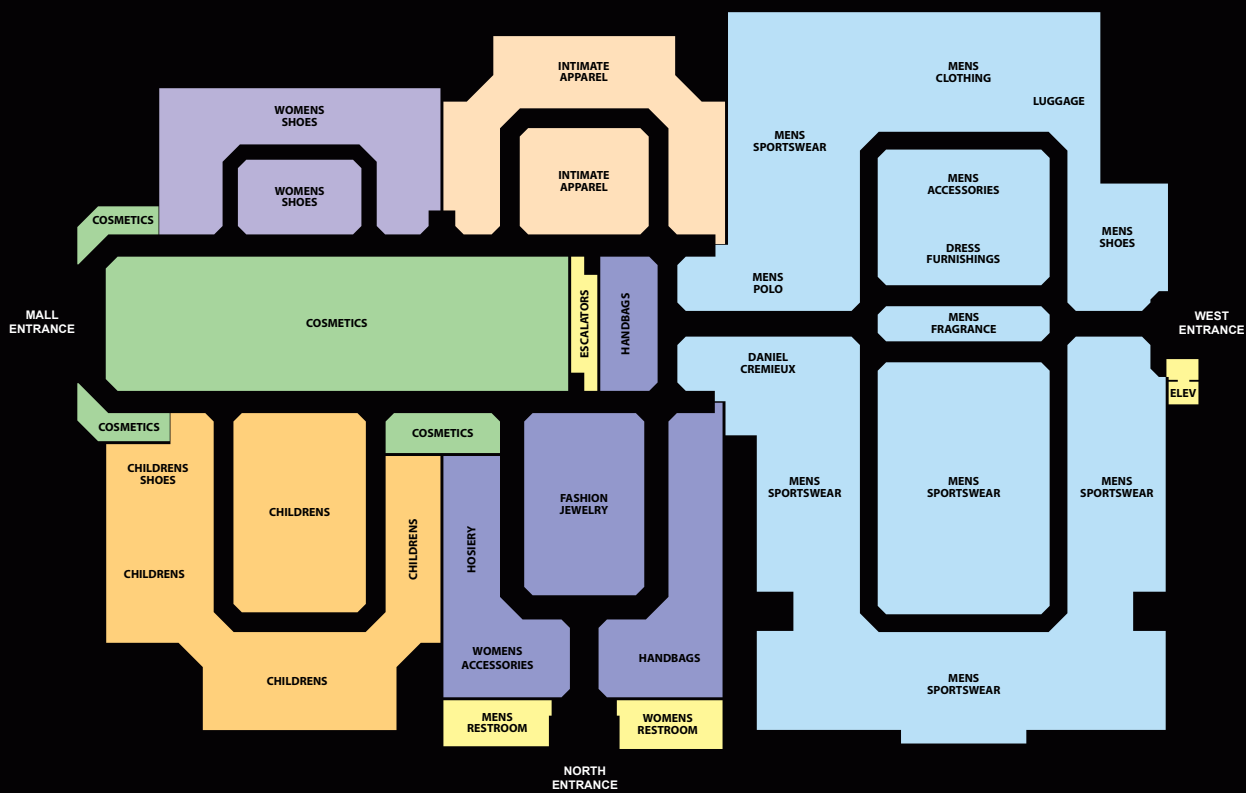 INTIMATE
APPAREL
MENS
CLOTHING
LUGGAGE
WOMENS
SHOES
MENS
SPORTSWEAR
INTIMATE
APPAREL
MENS
ACCESSORIES
WOMENS
SHOES
COSMETICS
MENS
SHOES
DRESS
FURNISHINGS
MENS
POLO
MALL
ENTRANCE
COSMETICS
ESCALATORS
HANDBAGS
MENS
FRAGRANCE
WEST
ENTRANCE
DANIEL
CREMIEUX
ELEV
COSMETICS
COSMETICS
CHILDRENS
SHOES
CHILDRENS
CHILDRENS
HOSIERY
FASHION
JEWELRY
MENS
SPORTSWEAR
MENS
SPORTSWEAR
MENS
SPORTSWEAR
CHILDRENS
WOMENS
ACCESSORIES
HANDBAGS
CHILDRENS
MENS
SPORTSWEAR
MENS
RESTROOM
WOMENS
RESTROOM
NORTH
ENTRANCE